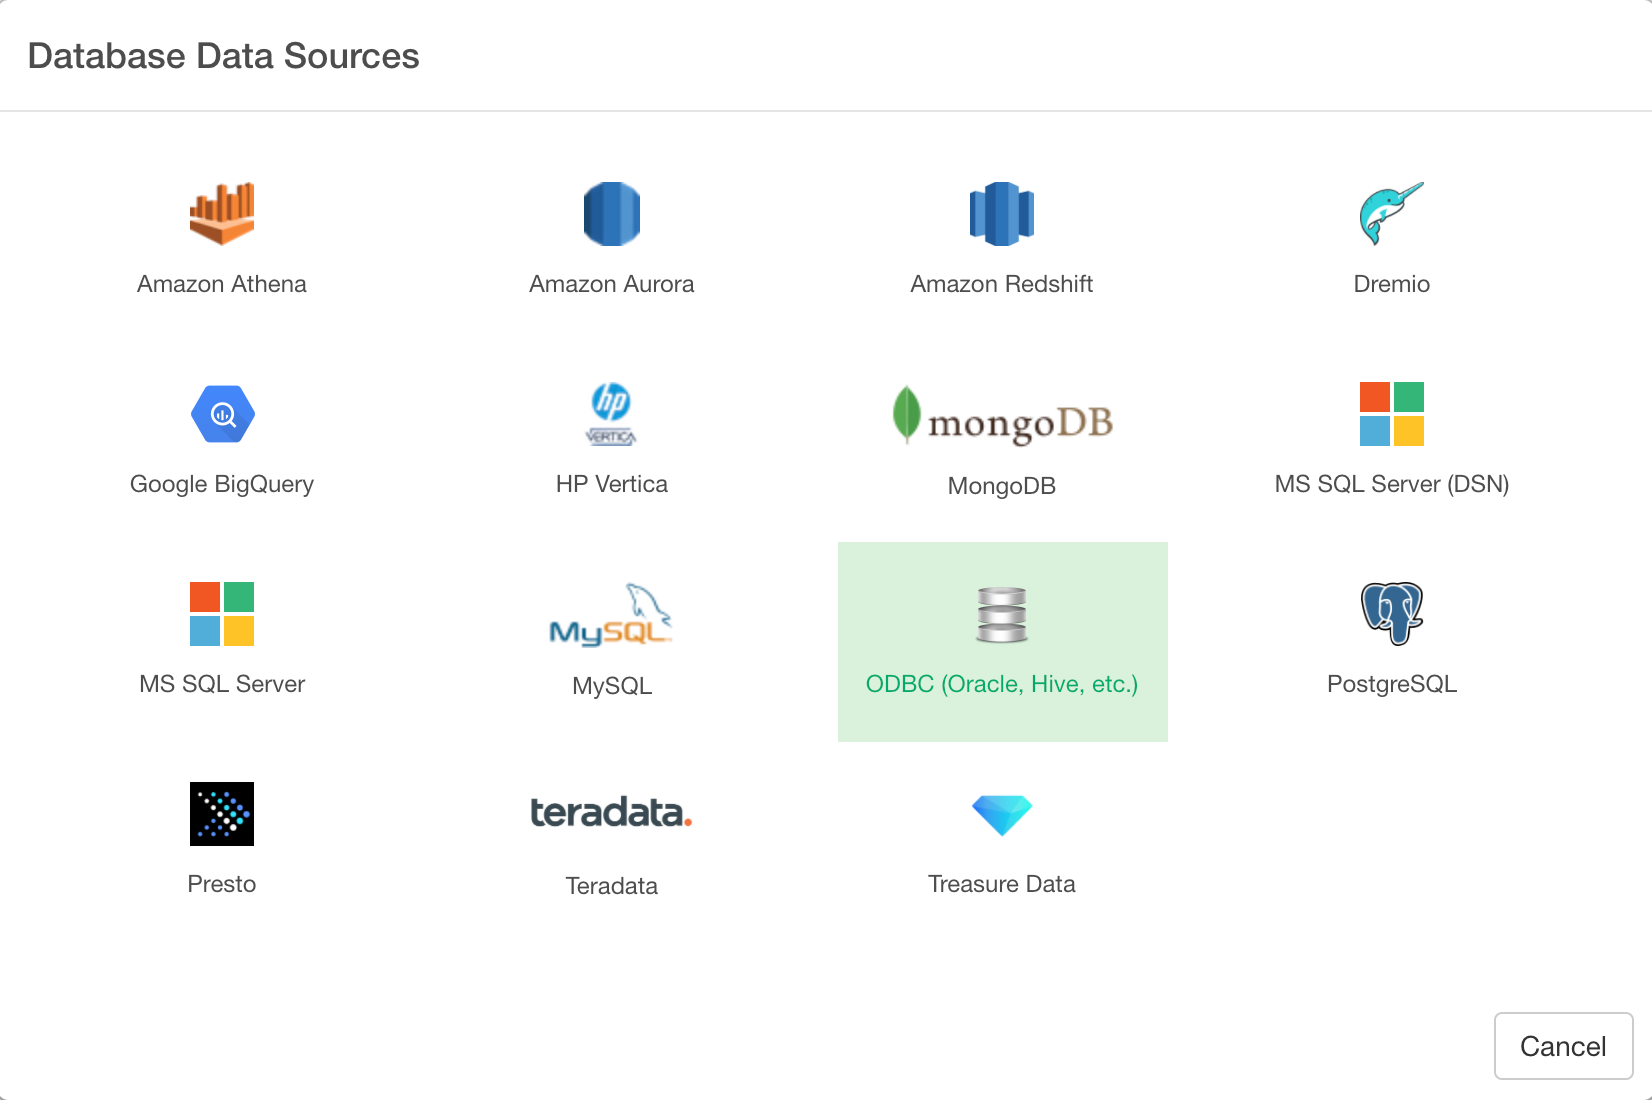 Database Data Sources
Amazon Athena
Amazon Aurora
Amazon Redshift
Dremio
hp
VERTICA
mongoDB
Google BigQuery
HP Vertica
MongoDB
MS SQL Server (DSN)
MySQL
MS SQL Server
MySQL
ODBC (Oracle, Hive, etc.)
PostgreSQL
teradata.
Presto
Teradata
Treasure Data
Cancel